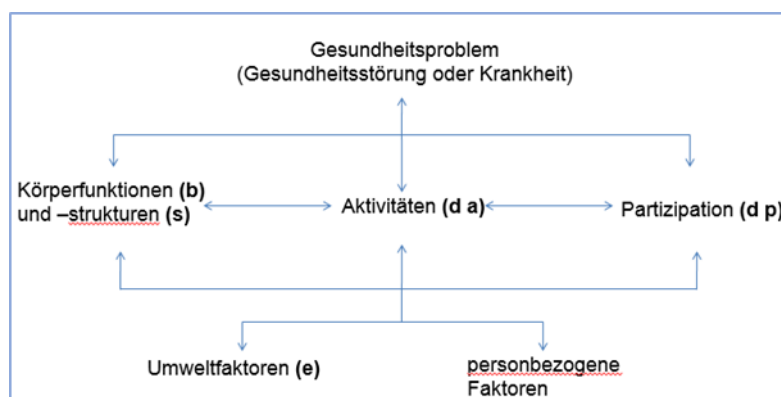 Gesundheitsproblem
(Gesundheitsstörung oder Krankheit)
Körperfunktionen (b)
und –strukturen (s)
Aktivitäten (d a)
Partizipation (d p)
Umweltfaktoren (e)
personbezogene
Faktoren